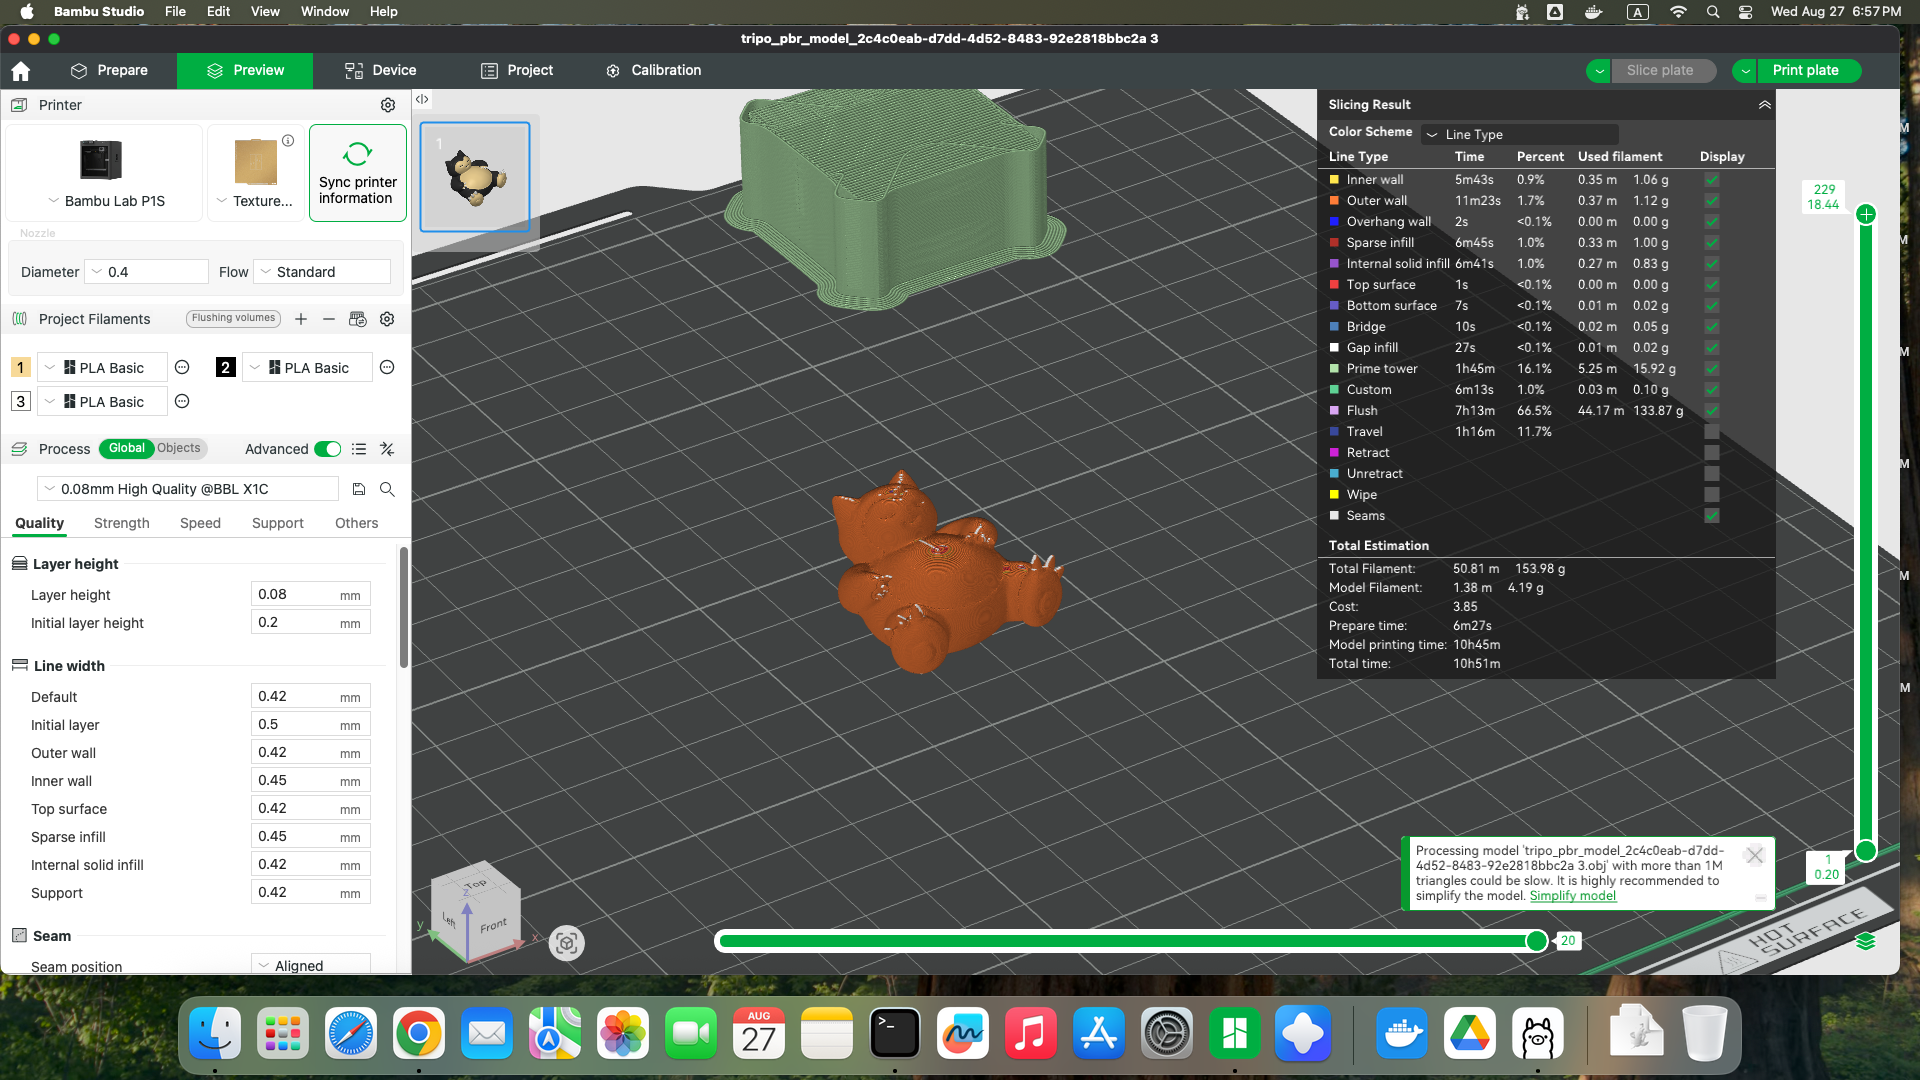 Bambu Studio File Edit View Window Help
A Wed Aug 27 6:57 PM
tripo_pbr_model_2c4c0eab-d7dd-4d52-8483-92e2818bbc2a 3
Prepare Preview Device Project Calibration Slice plate Print plate
Printer
Bambu Lab P1S Texture... Sync printer information
Nozzle
Diameter 0.4 Flow Standard
Project Filaments Flushing volumes
1 PLA Basic 2 PLA Basic
3 PLA Basic
Process Global Objects Advanced
0.08mm High Quality @BBL X1C
Quality Strength Speed Support Others
Layer height
Layer height 0.08 mm
Initial layer height 0.2 mm
Line width
Default 0.42 mm
Initial layer 0.5 mm
Outer wall 0.42 mm
Inner wall 0.45 mm
Top surface 0.42 mm
Sparse infill 0.45 mm
Internal solid infill 0.42 mm
Support 0.42 mm
Seam
Seam position Aligned
1
Slicing Result
Color Scheme Line Type
Line Type Time Percent Used filament Display
Inner wall 5m43s 0.9% 0.35 m 1.06 g
Outer wall 11m23s 1.7% 0.37 m 1.12 g
Overhang wall 2s <0.1% 0.00 m 0.00 g
Sparse infill 6m45s 1.0% 0.33 m 1.00 g
Internal solid infill 6m41s 1.0% 0.27 m 0.83 g
Top surface 1s <0.1% 0.00 m 0.00 g
Bottom surface 7s <0.1% 0.01 m 0.02 g
Bridge 10s <0.1% 0.02 m 0.05 g
Gap infill 27s <0.1% 0.01 m 0.02 g
Prime tower 1h45m 16.1% 5.25 m 15.92 g
Custom 6m13s 1.0% 0.03 m 0.10 g
Flush 7h13m 66.5% 44.17 m 133.87 g
Travel 1h16m 11.7%
Retract
Unretract
Wipe
Seams
Total Estimation
Total Filament: 50.81 m 153.98 g
Model Filament: 1.38 m 4.19 g
Cost: 3.85
Prepare time: 6m27s
Model printing time: 10h45m
Total time: 10h51m
229
18.44
1
0.20
Processing model 'tripo_pbr_model_2c4c0eab-d7dd-
4d52-8483-92e2818bbc2a 3.obj' with more than 1M
triangles could be slow. It is highly recommended to
simplify the model. Simplify model
20
HOT SURFACE
Top
Left Front
z
y
x
AUG
27